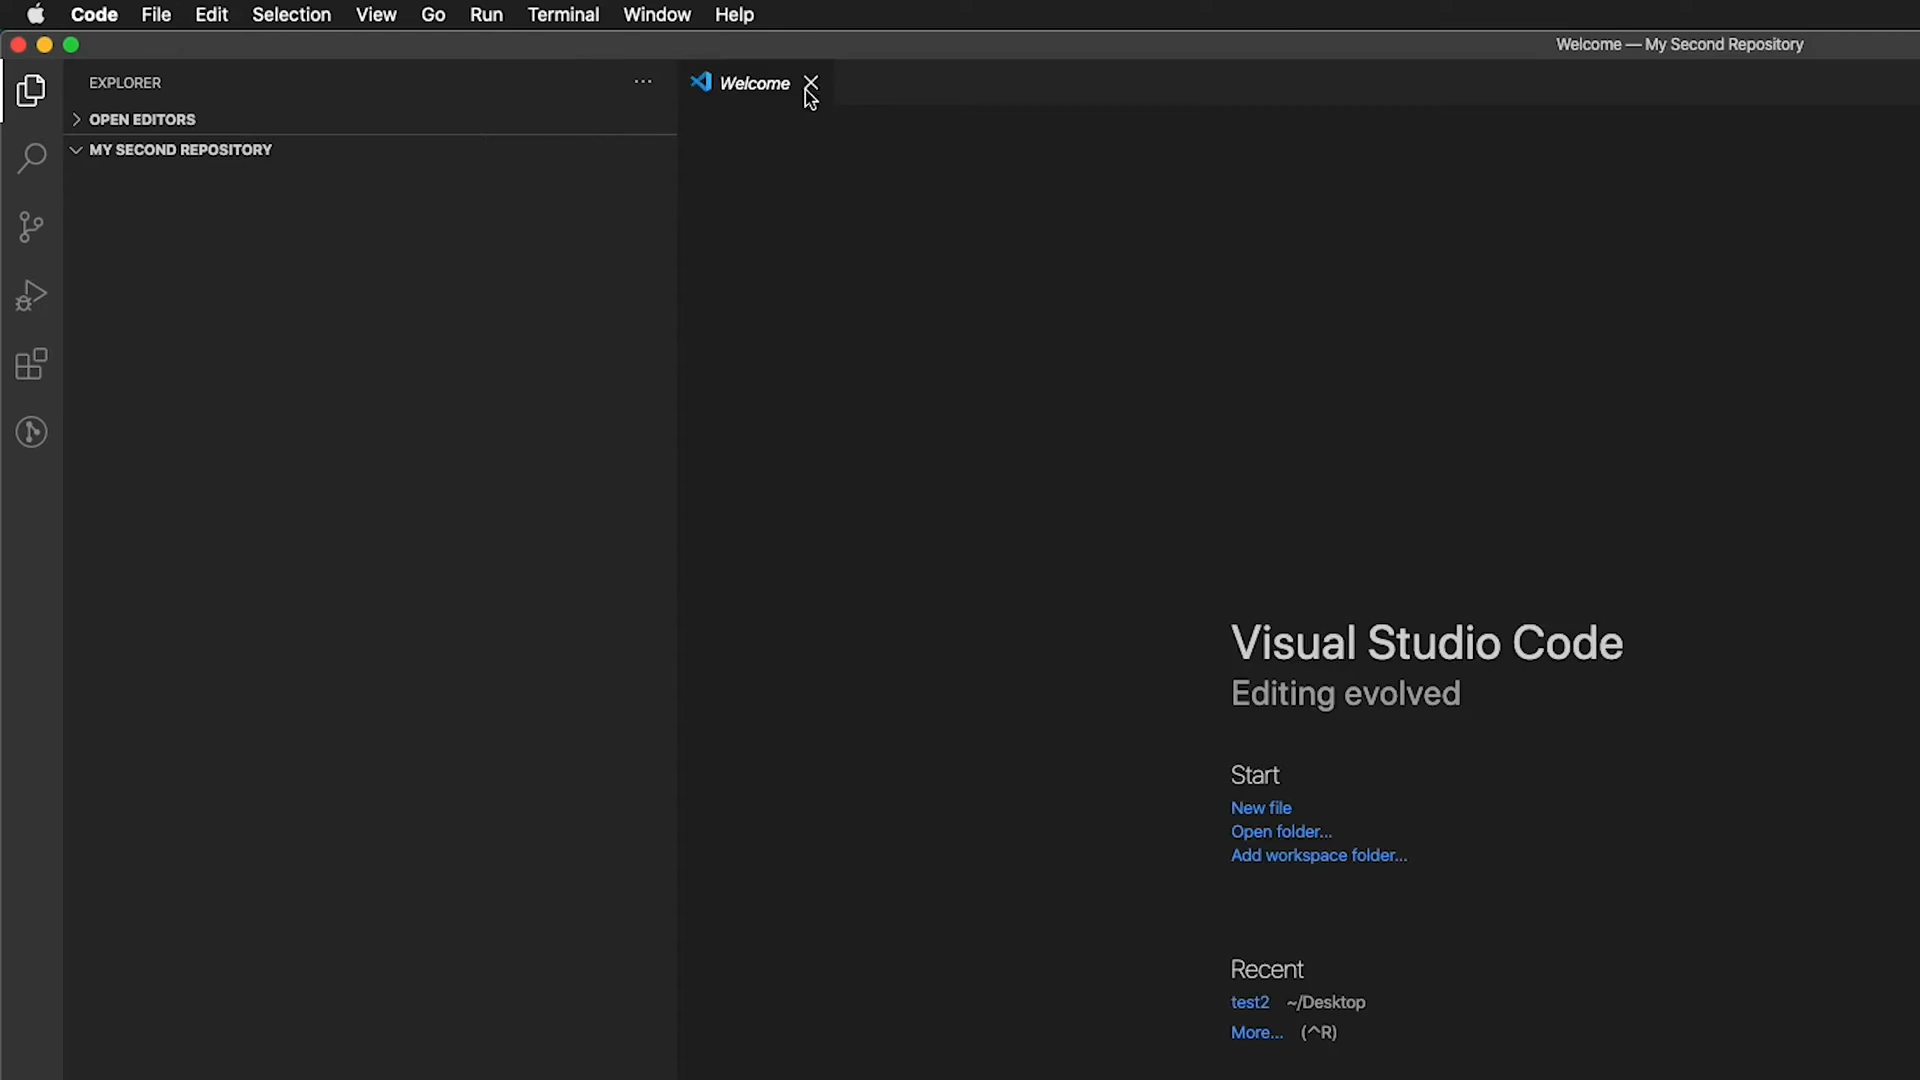 Code File Edit Selection View Go Run Terminal Window Help
Welcome — My Second Repository
EXPLORER
Welcome
OPEN EDITORS
MY SECOND REPOSITORY
Visual Studio Code
Editing evolved
Start
New file
Open folder...
Add workspace folder...
Recent
test2 ~/Desktop
More... (^R)